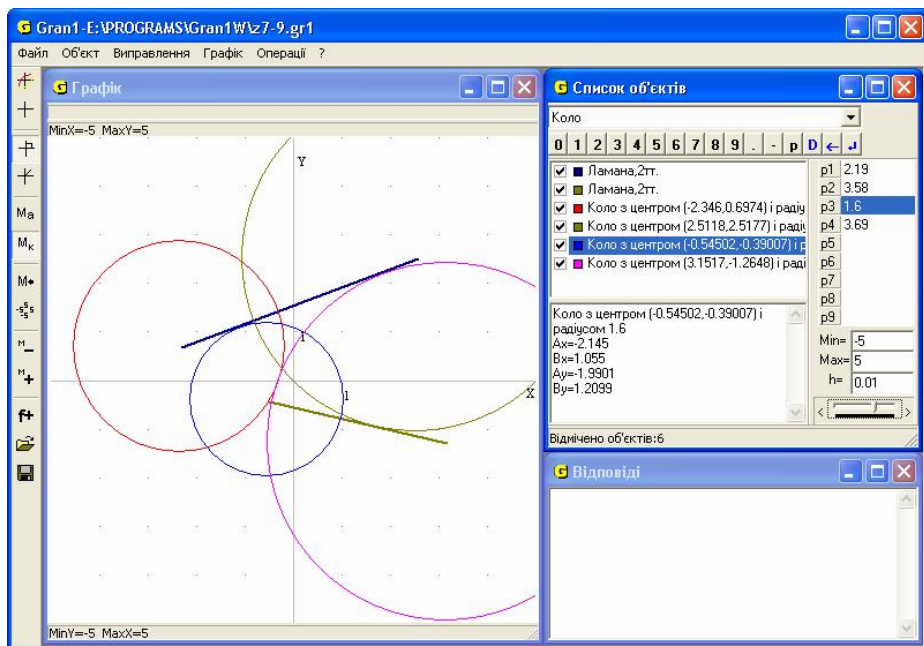 Gran1-E:\PROGRAMS\Gran1W\z7-9.gr1
Файл Об'єкт Виправлення Графік Операції ?
Графік
MinX=-5 MaxY=5
Y
1
1
X
MinY=-5 MaxX=5
Ma
Мк
f+
Список об'єктів
Коло
0 1 2 3 4 5 6 7 8 9 . - p D ← ↲
Ламана,2тт.
Ламана,2тт.
Коло з центром (-2.346,0.6974) і радіу
Коло з центром (2.5118,2.5177) і радіу
Коло з центром (-0.54502,-0.39007) і р
Коло з центром (3.1517,-1.2648) і раді
p1 2.19
p2 3.58
p3 1.6
p4 3.69
p5
p6
p7
p8
p9
Коло з центром (-0.54502,-0.39007) і
радіусом 1.6
Ax=-2.145
Bx=1.055
Ay=-1.9901
By=1.2099
Min= -5
Max= 5
h= 0.01
Відмічено об'єктів:6
Відповіді